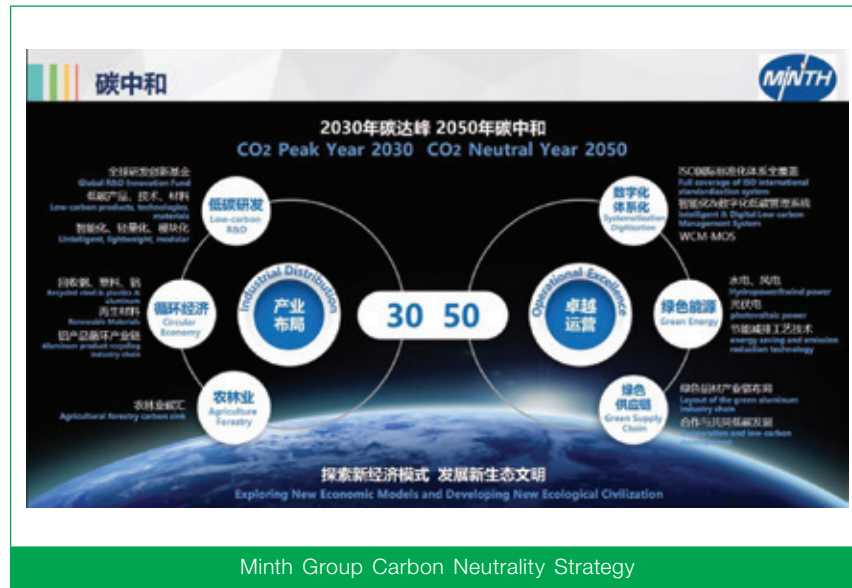 碳中和
MINTH
2030年碳达峰 2050年碳中和
CO2 Peak Year 2030 CO2 Neutral Year 2050
全球研发创新基金
Global R&D Innovation Fund
低碳产品、技术、材料
Low-carbon products, technologies,
materials
智能化、轻量化、模块化
Lintelligent, lightweight, modular
低碳研发
Low-carbon
R&D
回收钢、塑料、铝
Recycled steel & plastics &
aluminum
再生材料
Renewable Materials
铝产品循环产业链
Aluminum product recycling
industry chain
循环经济
Circular
Economy
农林业碳汇
Agricultural forestry carbon sink
农林业
Agriculture
Forestry
Industrial Distribution
产业
布局
30 50
Operational Excellence
卓越
运营
数字化
体系化
Systematization
Digitization
ISO国际标准化体系全覆盖
Full coverage of ISO international
standardization system
智能化&数字化低碳管理系统
Intelligent & Digital Low-carbon
Management System
WCM-MOS
绿色能源
Green Energy
水电、风电
Hydropower&wind power
光伏电
photovoltaic power
节能减排工艺技术
energy saving and emission
reduction technology
绿色
供应链
Green Supply
Chain
绿色铝材产业链布局
Layout of the green aluminum
industry chain
合作与共同低碳发展
and low-carbon
探索新经济模式 发展新生态文明
Exploring New Economic Models and Developing New Ecological Civilization
Minth Group Carbon Neutrality Strategy